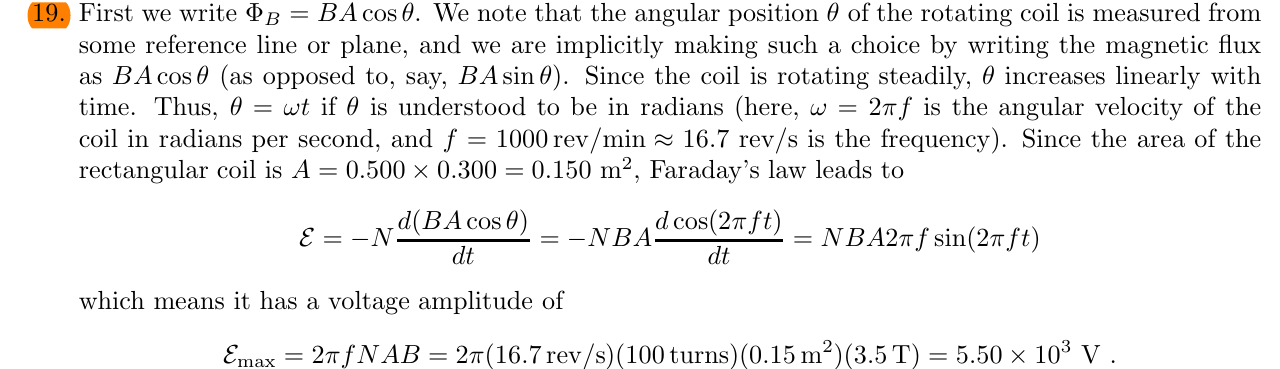 19. First we write Φ_B = BA cos θ. We note that the angular position θ of the rotating coil is measured from
some reference line or plane, and we are implicitly making such a choice by writing the magnetic flux
as BA cos θ (as opposed to, say, BA sin θ). Since the coil is rotating steadily, θ increases linearly with
time. Thus, θ = ωt if θ is understood to be in radians (here, ω = 2πf is the angular velocity of the
coil in radians per second, and f = 1000 rev/min ≈ 16.7 rev/s is the frequency). Since the area of the
rectangular coil is A = 0.500 × 0.300 = 0.150 m², Faraday's law leads to
ℰ = −N d(BA cos θ)/dt = −NBA d cos(2πft)/dt = NBA2πf sin(2πft)
which means it has a voltage amplitude of
ℰ_max = 2πfNAB = 2π(16.7 rev/s)(100 turns)(0.15 m²)(3.5 T) = 5.50 × 10³ V .